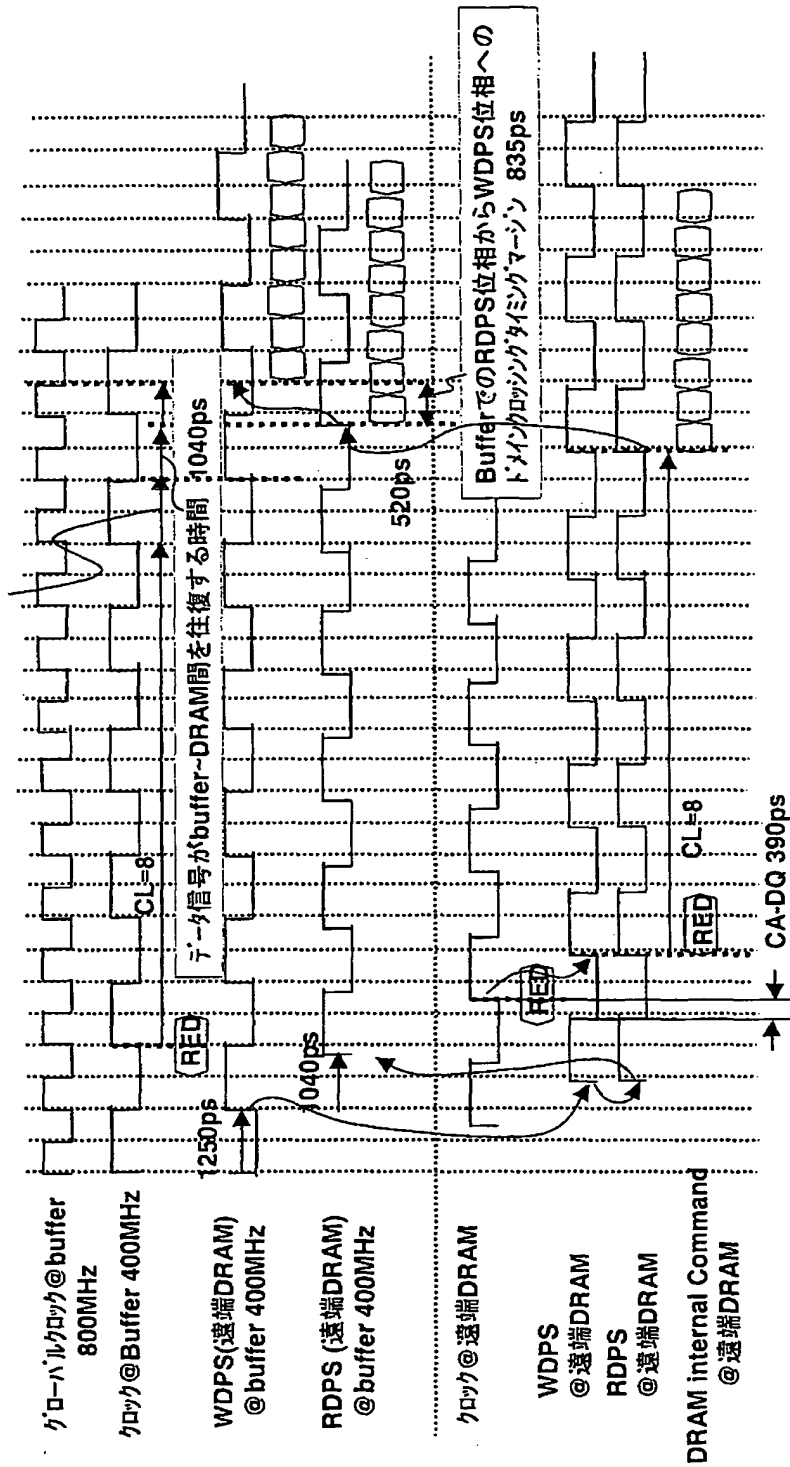 グローバルクロック@buffer
800MHz
クロック@Buffer 400MHz
WDPS(遠端DRAM)
@buffer 400MHz
RDPS (遠端DRAM)
@buffer 400MHz
クロック@遠端DRAM
WDPS
@遠端DRAM
RDPS
@遠端DRAM
DRAM internal Command
@遠端DRAM
CL=8
RED
データ信号がbuffer~DRAM間を往復する時間 1040ps
1250ps
1040ps
520ps
BufferでのRDPS位相からWDPS位相への
ドメインクロッシングタイミングマージン 835ps
RED
CL=8
RED
CA-DQ 390ps